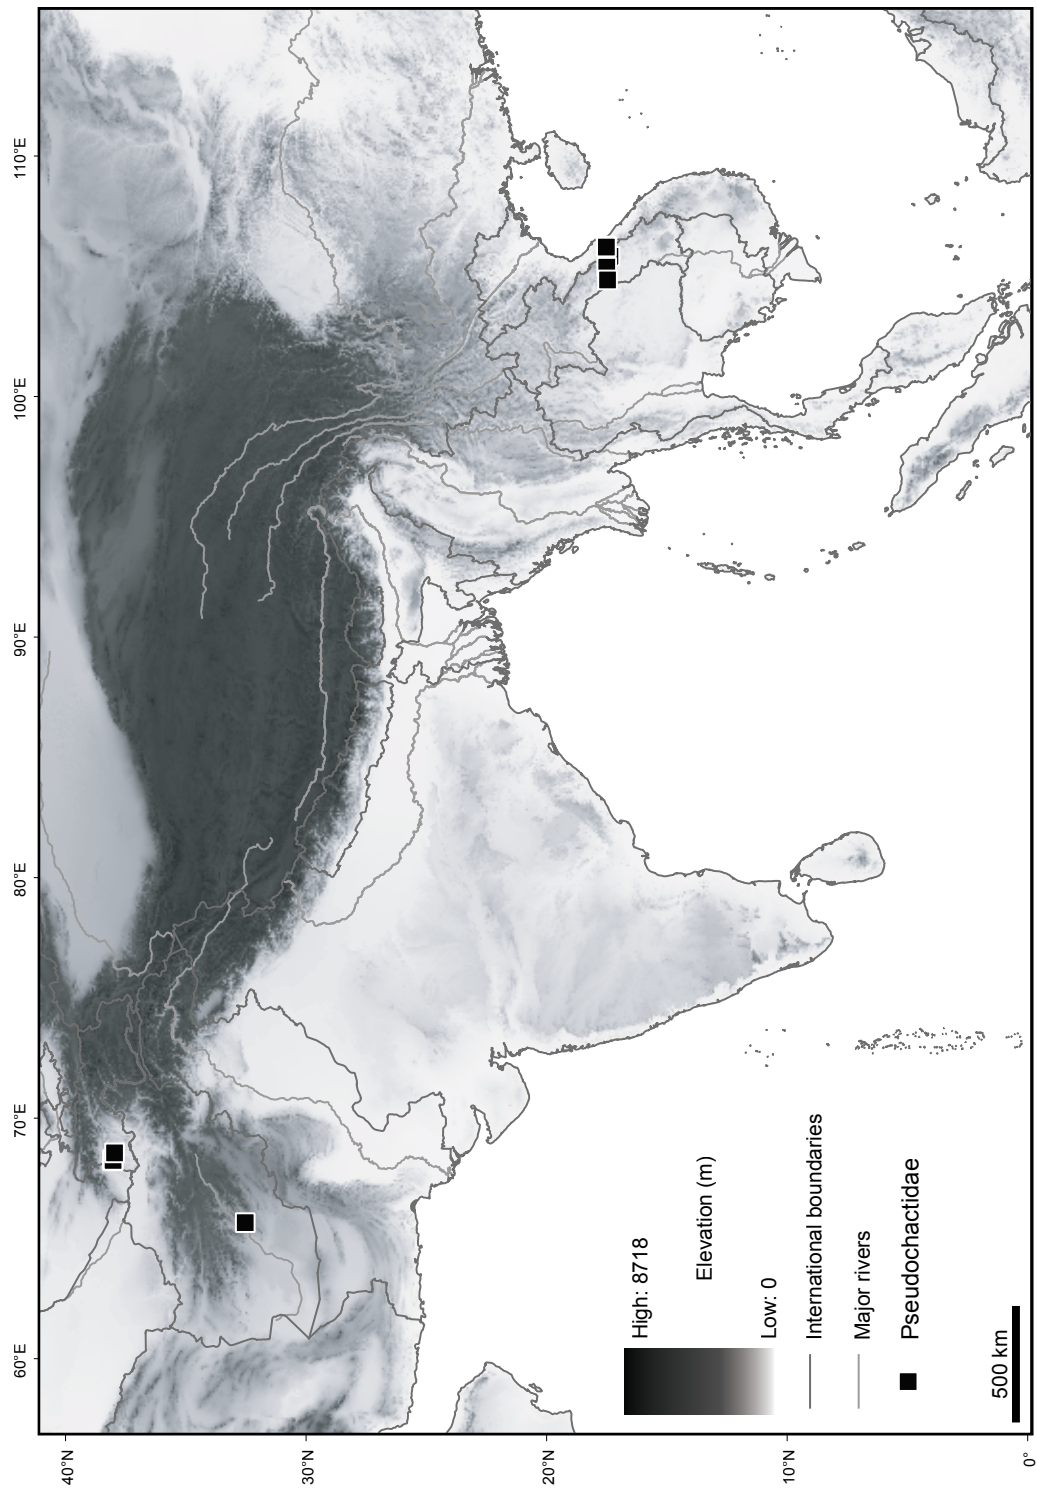 60°E
70°E
80°E
90°E
100°E
110°E
40°N
30°N
20°N
10°N
0°
High: 8718
Elevation (m)
Low: 0
International boundaries
Major rivers
Pseudochactidae
500 km